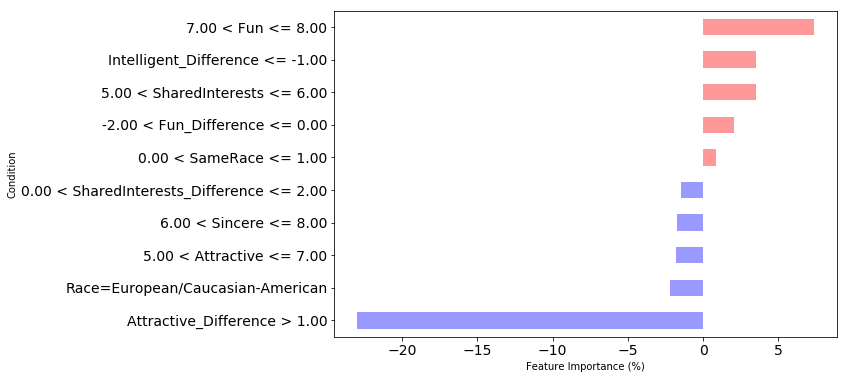 7.00 < Fun <= 8.00
Intelligent_Difference <= -1.00
5.00 < SharedInterests <= 6.00
-2.00 < Fun_Difference <= 0.00
0.00 < SameRace <= 1.00
0.00 < SharedInterests_Difference <= 2.00
6.00 < Sincere <= 8.00
5.00 < Attractive <= 7.00
Race=European/Caucasian-American
Attractive_Difference > 1.00
Condition
−20 −15 −10 −5 0 5
Feature Importance (%)